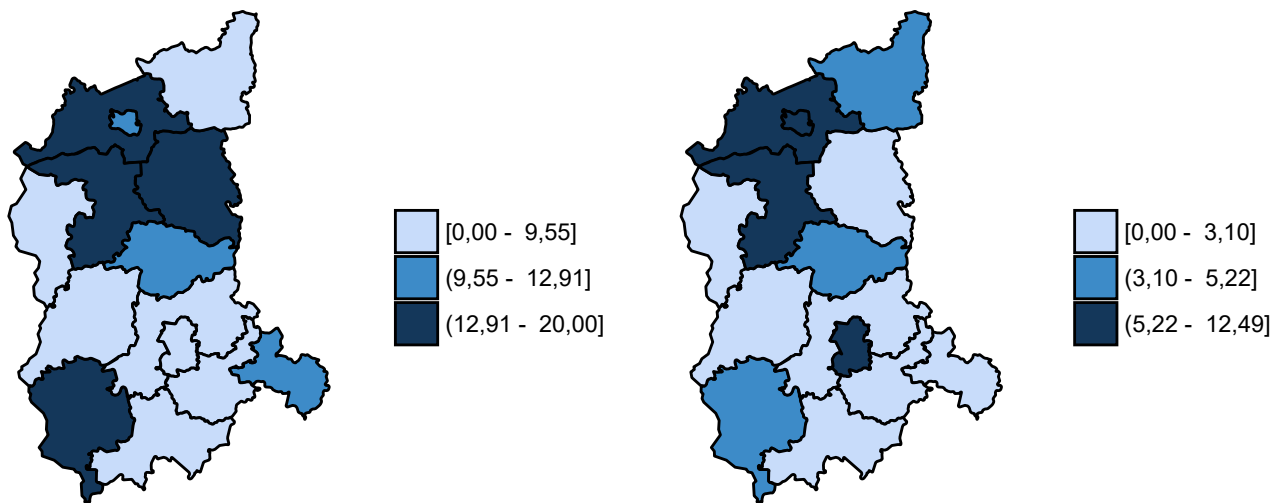 [0,00 - 9,55]
(9,55 - 12,91]
(12,91 - 20,00]
[0,00 - 3,10]
(3,10 - 5,22]
(5,22 - 12,49]